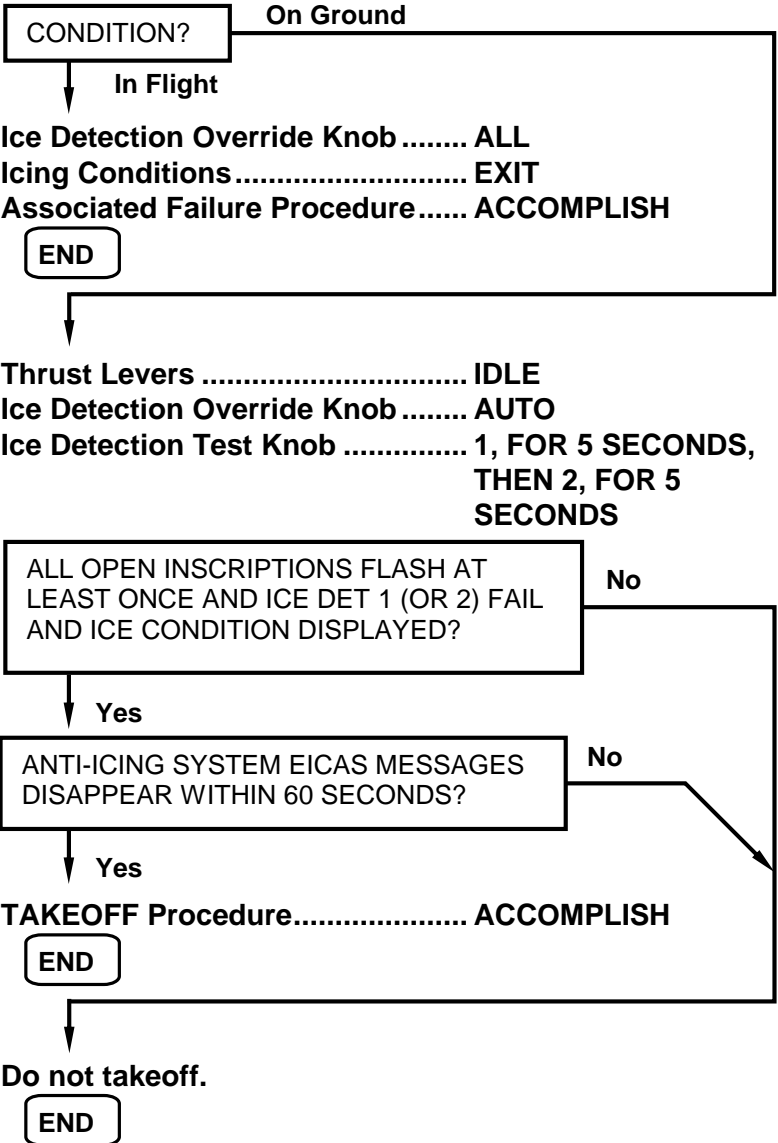 On Ground
CONDITION?
In Flight
Ice Detection Override Knob ........ ALL
Icing Conditions............................ EXIT
Associated Failure Procedure...... ACCOMPLISH
END
Thrust Levers ................................ IDLE
Ice Detection Override Knob ........ AUTO
Ice Detection Test Knob ............... 1, FOR 5 SECONDS,
THEN 2, FOR 5
SECONDS
ALL OPEN INSCRIPTIONS FLASH AT
LEAST ONCE AND ICE DET 1 (OR 2) FAIL
AND ICE CONDITION DISPLAYED?
No
Yes
ANTI-ICING SYSTEM EICAS MESSAGES
DISAPPEAR WITHIN 60 SECONDS?
No
Yes
TAKEOFF Procedure..................... ACCOMPLISH
END
Do not takeoff.
END